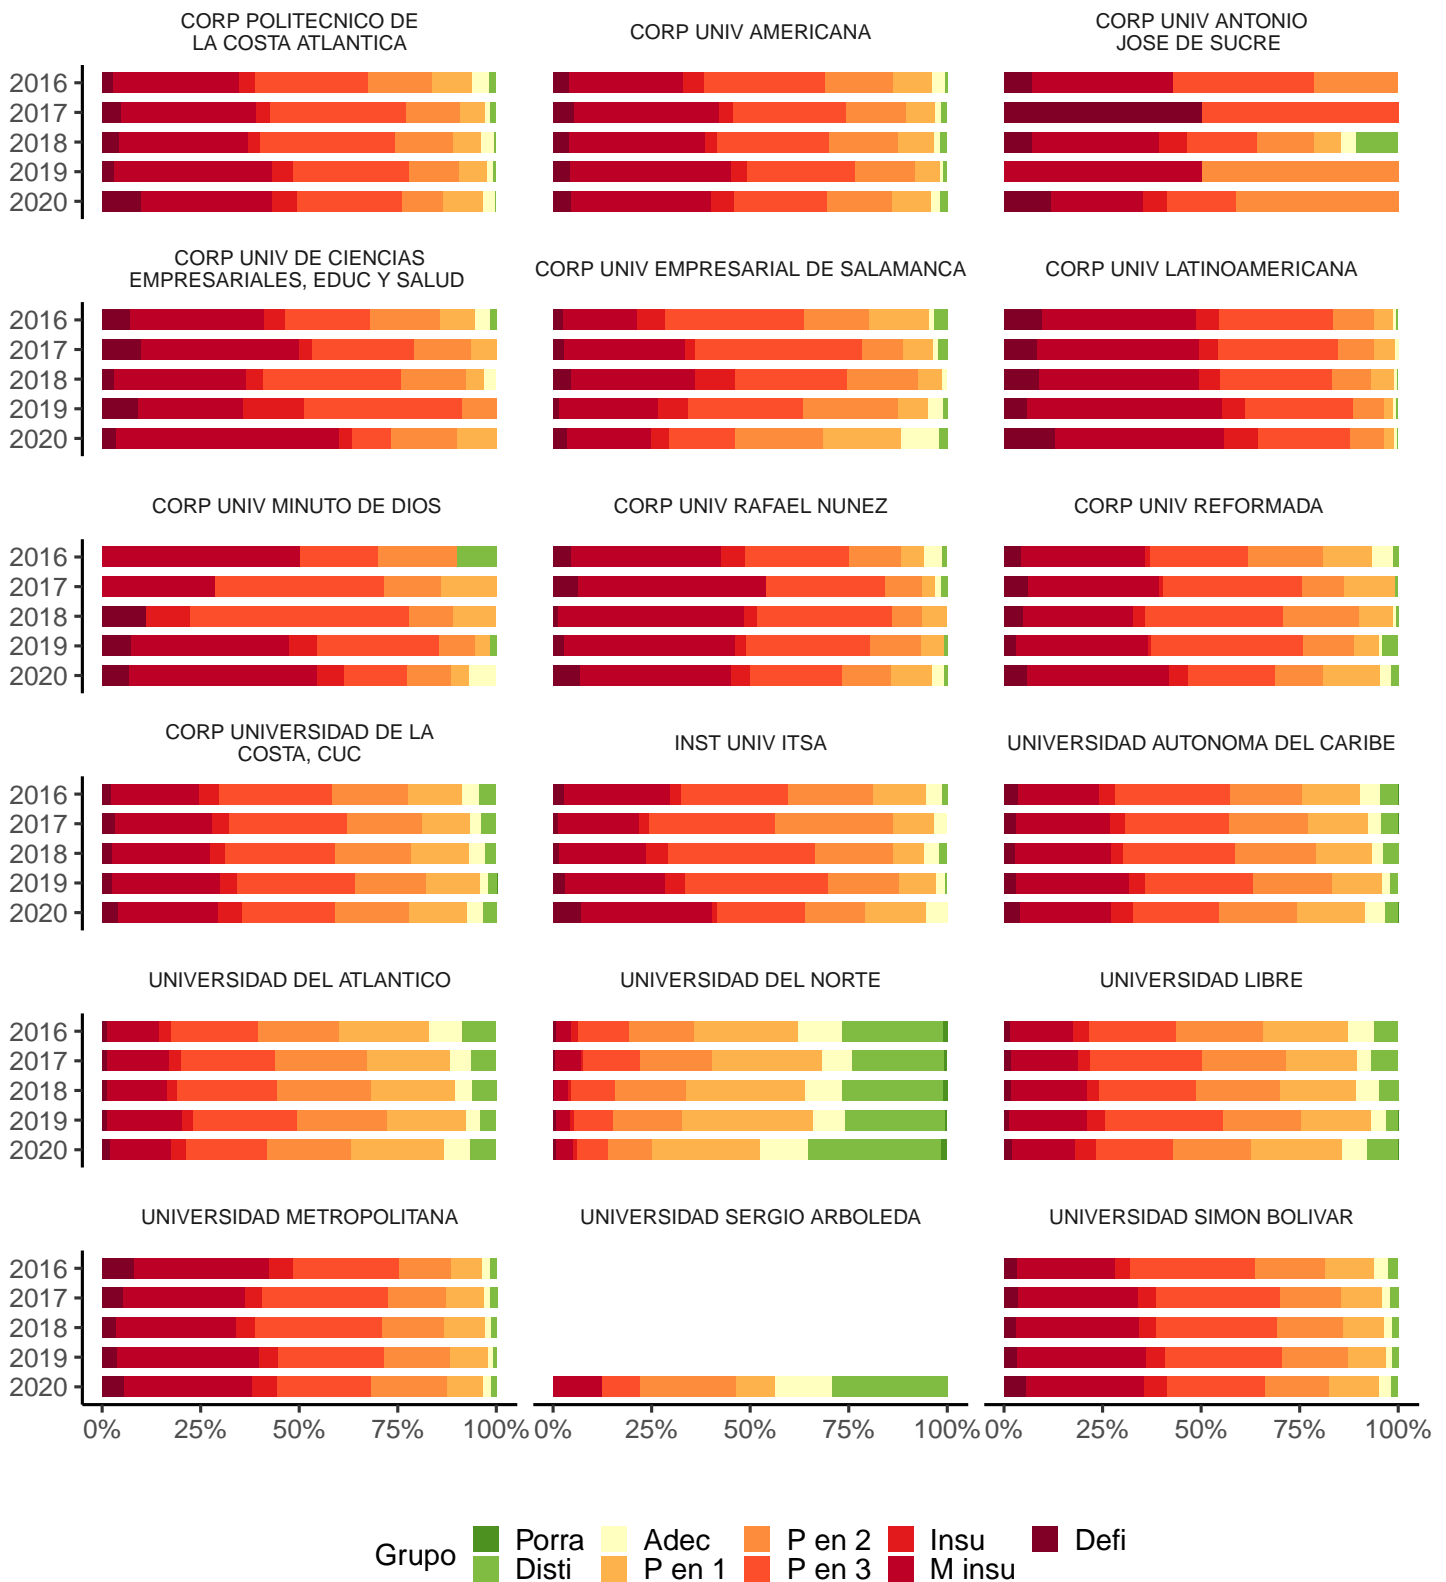 CORP POLITECNICO DE
LA COSTA ATLANTICA
CORP UNIV AMERICANA
CORP UNIV ANTONIO
JOSE DE SUCRE
2016
2017
2018
2019
2020
CORP UNIV DE CIENCIAS
EMPRESARIALES, EDUC Y SALUD
CORP UNIV EMPRESARIAL DE SALAMANCA
CORP UNIV LATINOAMERICANA
2016
2017
2018
2019
2020
CORP UNIV MINUTO DE DIOS
CORP UNIV RAFAEL NUNEZ
CORP UNIV REFORMADA
2016
2017
2018
2019
2020
CORP UNIVERSIDAD DE LA
COSTA, CUC
INST UNIV ITSA
UNIVERSIDAD AUTONOMA DEL CARIBE
2016
2017
2018
2019
2020
UNIVERSIDAD DEL ATLANTICO
UNIVERSIDAD DEL NORTE
UNIVERSIDAD LIBRE
2016
2017
2018
2019
2020
UNIVERSIDAD METROPOLITANA
UNIVERSIDAD SERGIO ARBOLEDA
UNIVERSIDAD SIMON BOLIVAR
2016
2017
2018
2019
2020
0% 25% 50% 75% 100% 0% 25% 50% 75% 100% 0% 25% 50% 75% 100%
Grupo
Porra Adec P en 2 Insu Defi
Disti P en 1 P en 3 M insu